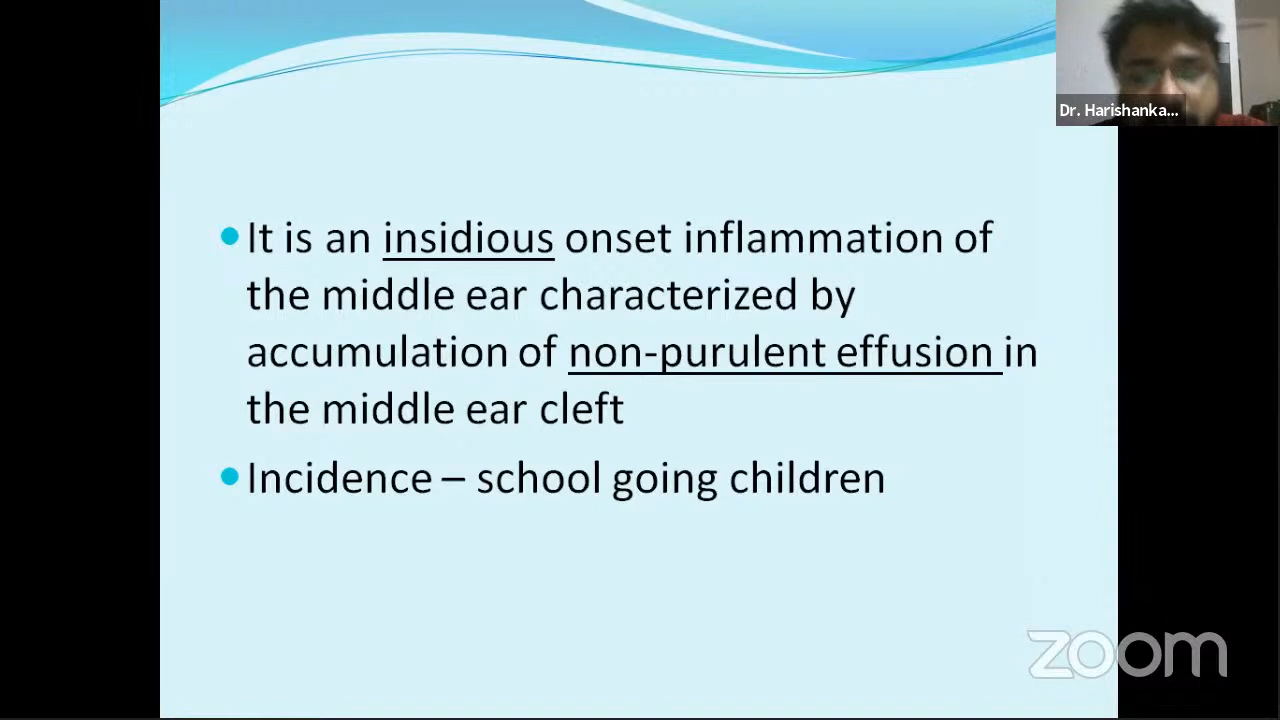 Dr. Harishanka...
It is an insidious onset inflammation of
the middle ear characterized by
accumulation of non-purulent effusion in
the middle ear cleft
Incidence – school going children
zoom